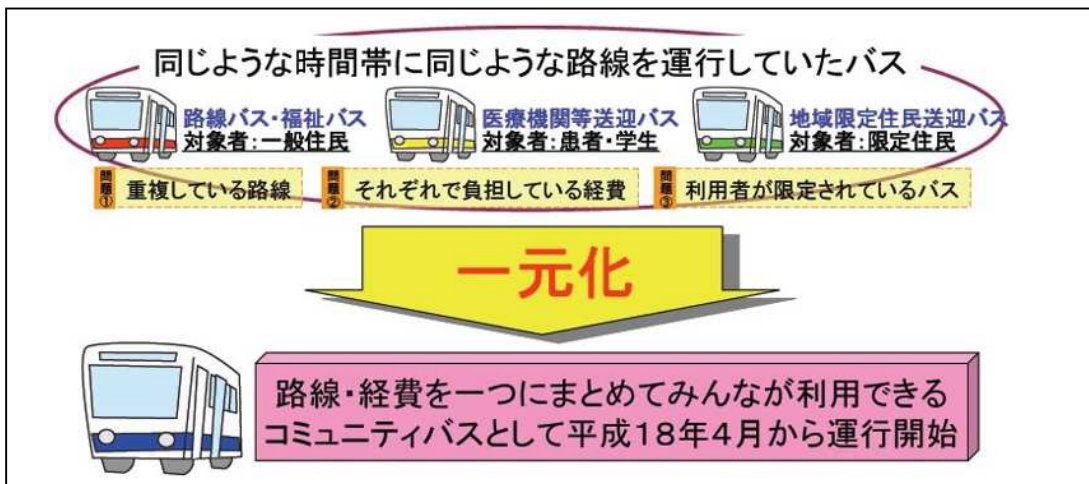 同じような時間帯に同じような路線を運行していたバス
路線バス・福祉バス
対象者：一般住民
医療機関等送迎バス
対象者：患者・学生
地域限定住民送迎バス
対象者：限定住民
問題① 重複している路線
問題② それぞれで負担している経費
問題③ 利用者が限定されているバス
一元化
路線・経費を一つにまとめてみんなが利用できる
コミュニティバスとして平成18年4月から運行開始